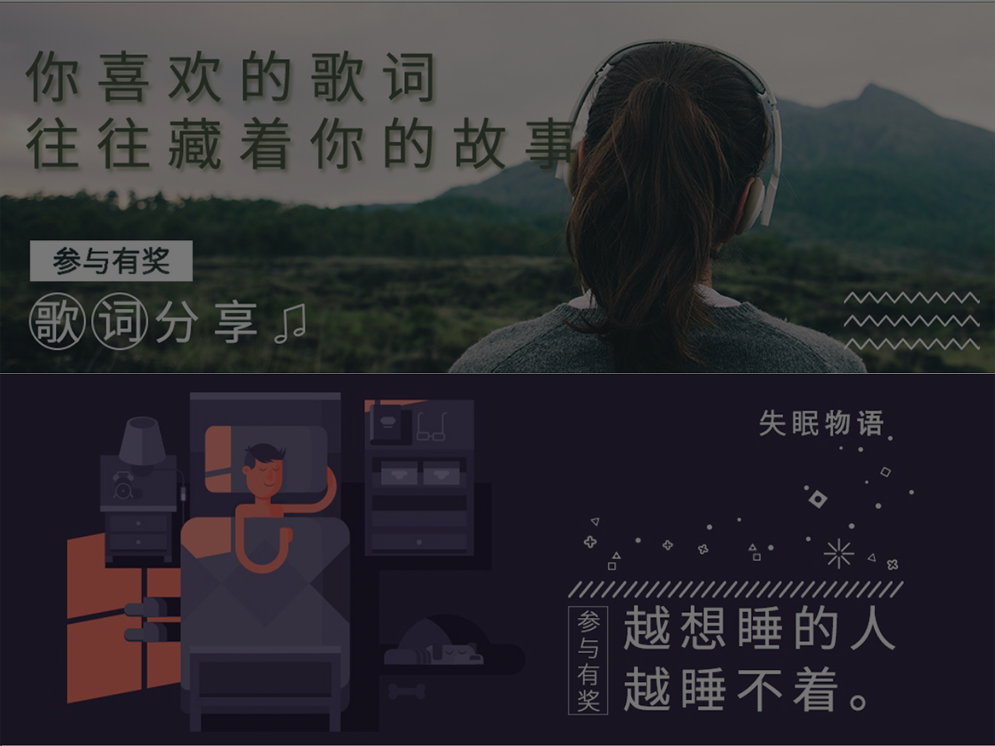 你喜欢的歌词
往往藏着你的故事
参与有奖
歌词分享
失眠物语
参与有奖
越想睡的人
越睡不着。